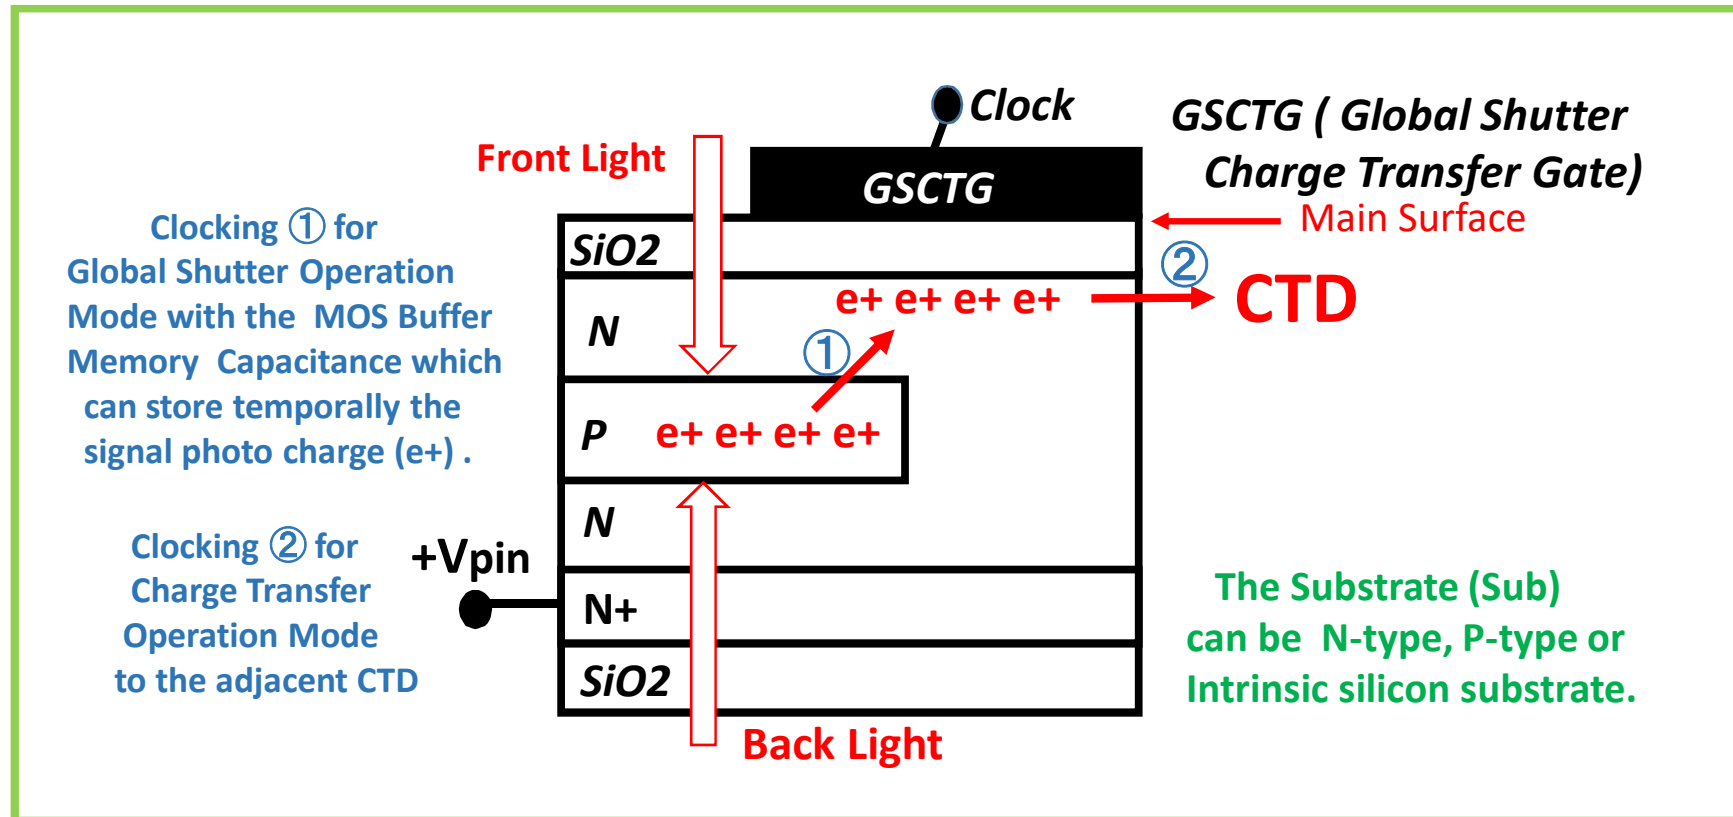 Clock
GSCTG ( Global Shutter
Charge Transfer Gate)
Front Light
GSCTG
Main Surface
Clocking ① for
Global Shutter Operation
Mode with the MOS Buffer
Memory Capacitance which
can store temporally the
signal photo charge (e+) .
SiO2
②
e+ e+ e+ e+
CTD
N
①
P
e+ e+ e+ e+
N
Clocking ② for
Charge Transfer
Operation Mode
to the adjacent CTD
+Vpin
N+
SiO2
Back Light
The Substrate (Sub)
can be N-type, P-type or
Intrinsic silicon substrate.